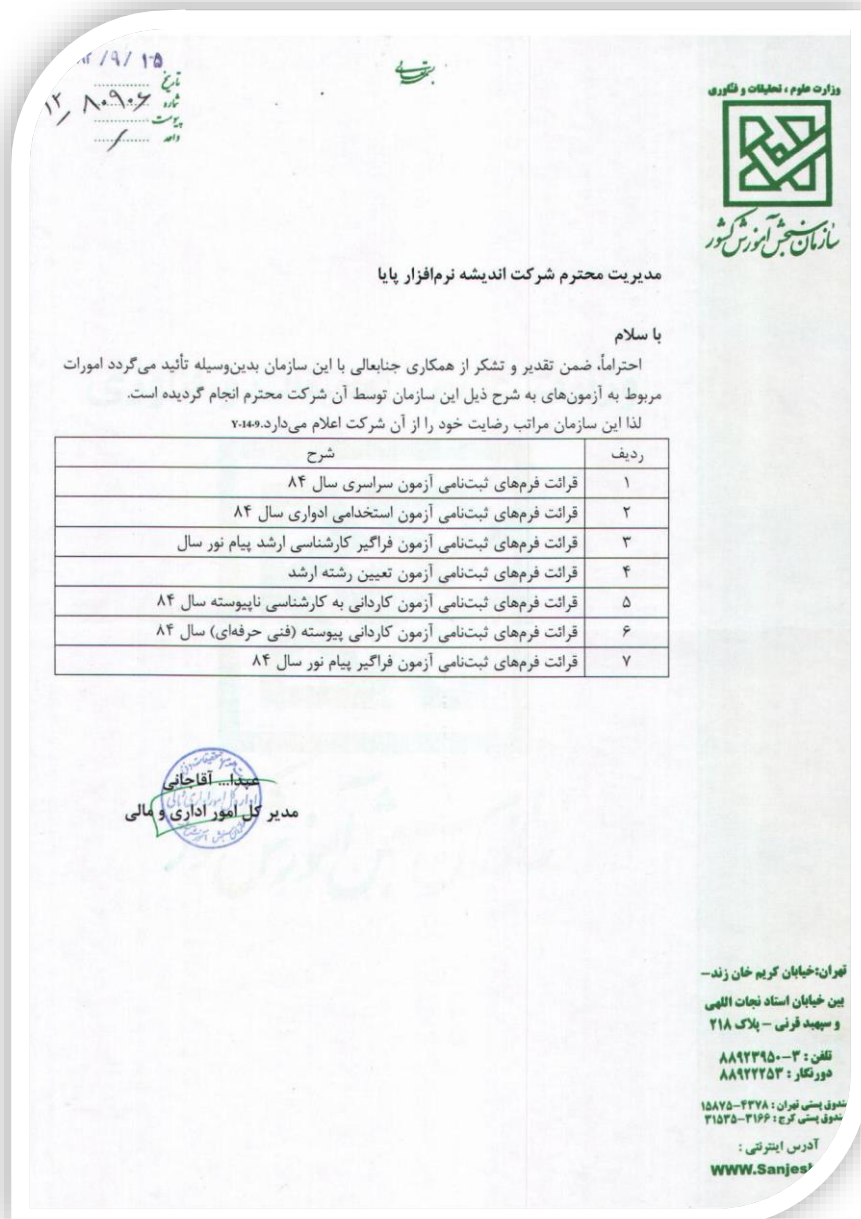 ۱۵/۹/
تاریخ
شماره ۸۰۹۰۶/۱۲
پیوست
واحد
بسمه تعالی
وزارت علوم، تحقیقات و فنّاوری
سازمان سنجش آموزش کشور
مدیریت محترم شرکت اندیشه نرم‌افزار پایا
با سلام
احتراماً، ضمن تقدیر و تشکر از همکاری جنابعالی با این سازمان بدین‌وسیله تأئید می‌گردد امورات
مربوط به آزمون‌های به شرح ذیل این سازمان توسط آن شرکت محترم انجام گردیده است.
لذا این سازمان مراتب رضایت خود را از آن شرکت اعلام می‌دارد.Y-14-9
ردیف شرح
۱ قرائت فرم‌های ثبت‌نامی آزمون سراسری سال ۸۴
۲ قرائت فرم‌های ثبت‌نامی آزمون استخدامی ادواری سال ۸۴
۳ قرائت فرم‌های ثبت‌نامی آزمون فراگیر کارشناسی ارشد پیام نور سال
۴ قرائت فرم‌های ثبت‌نامی آزمون تعیین رشته ارشد
۵ قرائت فرم‌های ثبت‌نامی آزمون کاردانی به کارشناسی ناپیوسته سال ۸۴
۶ قرائت فرم‌های ثبت‌نامی آزمون کاردانی پیوسته (فنی حرفه‌ای) سال ۸۴
۷ قرائت فرم‌های ثبت‌نامی آزمون فراگیر پیام نور سال ۸۴
عبدا... آقاجانی
مدیر کل امور اداری و مالی
تهران:خیابان کریم خان زند–
بین خیابان استاد نجات اللهی
و سپهبد قرنی – پلاک ۲۱۸
تلفن : ۳–۸۸۹۲۳۹۵۰
دورنگار : ۸۸۹۲۲۲۵۳
صندوق پستی تهران : ۴۳۷۸–۱۵۸۷۵
صندوق پستی کرج : ۳۱۶۶–۳۱۵۳۵
آدرس اینترنتی :
WWW.Sanjes